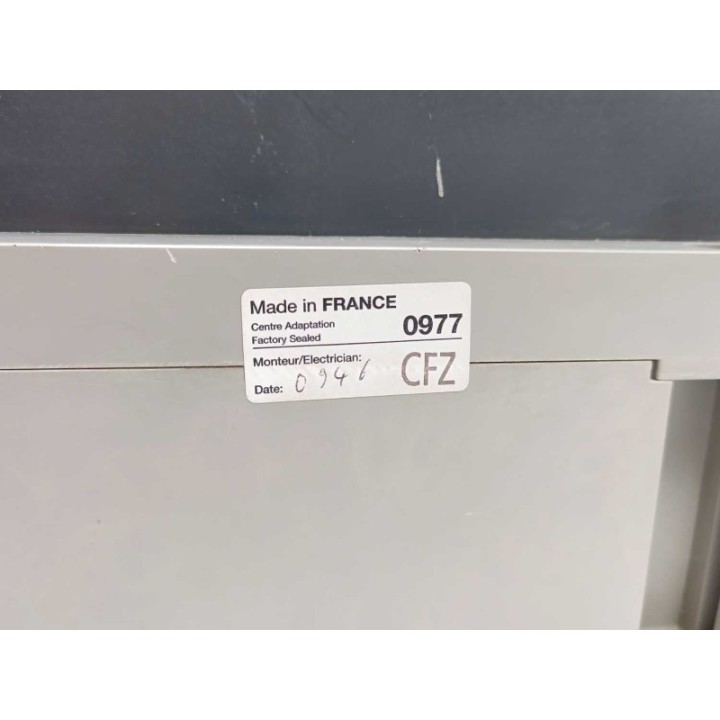 Made in FRANCE
Centre Adaptation
Factory Sealed 0977
Monteur/Electrician:
Date: 0946 CFZ